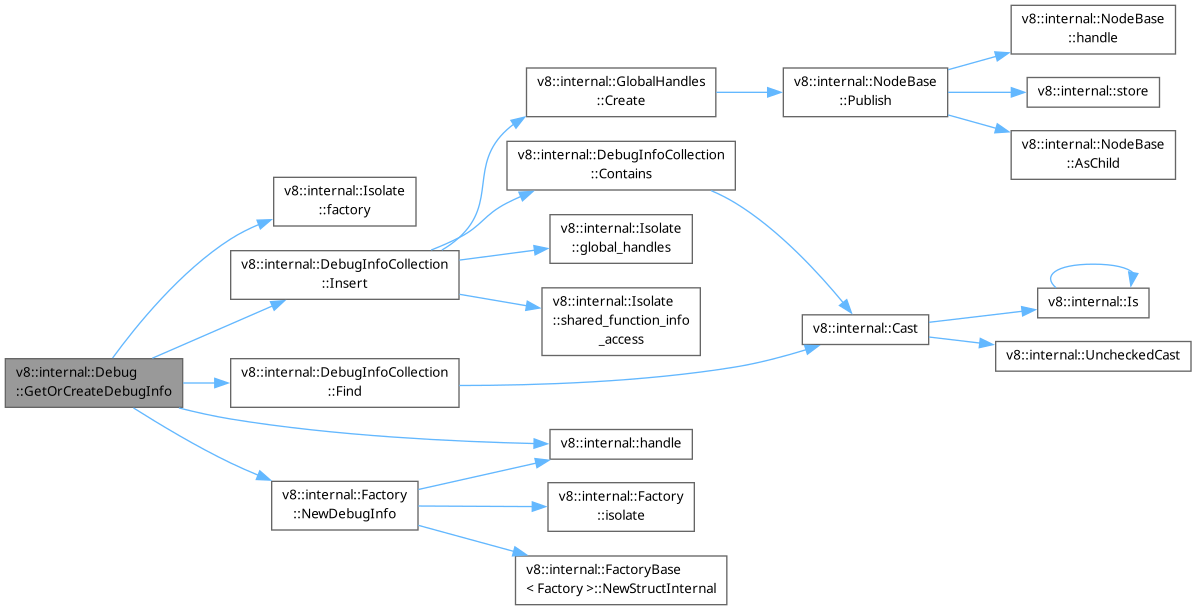 v8::internal::Debug
::GetOrCreateDebugInfo
v8::internal::Isolate
::factory
v8::internal::DebugInfoCollection
::Insert
v8::internal::DebugInfoCollection
::Find
v8::internal::Factory
::NewDebugInfo
v8::internal::GlobalHandles
::Create
v8::internal::DebugInfoCollection
::Contains
v8::internal::Isolate
::global_handles
v8::internal::Isolate
::shared_function_info
_access
v8::internal::handle
v8::internal::Factory
::isolate
v8::internal::FactoryBase
< Factory >::NewStructInternal
v8::internal::NodeBase
::Publish
v8::internal::Cast
v8::internal::NodeBase
::handle
v8::internal::store
v8::internal::NodeBase
::AsChild
v8::internal::Is
v8::internal::UncheckedCast